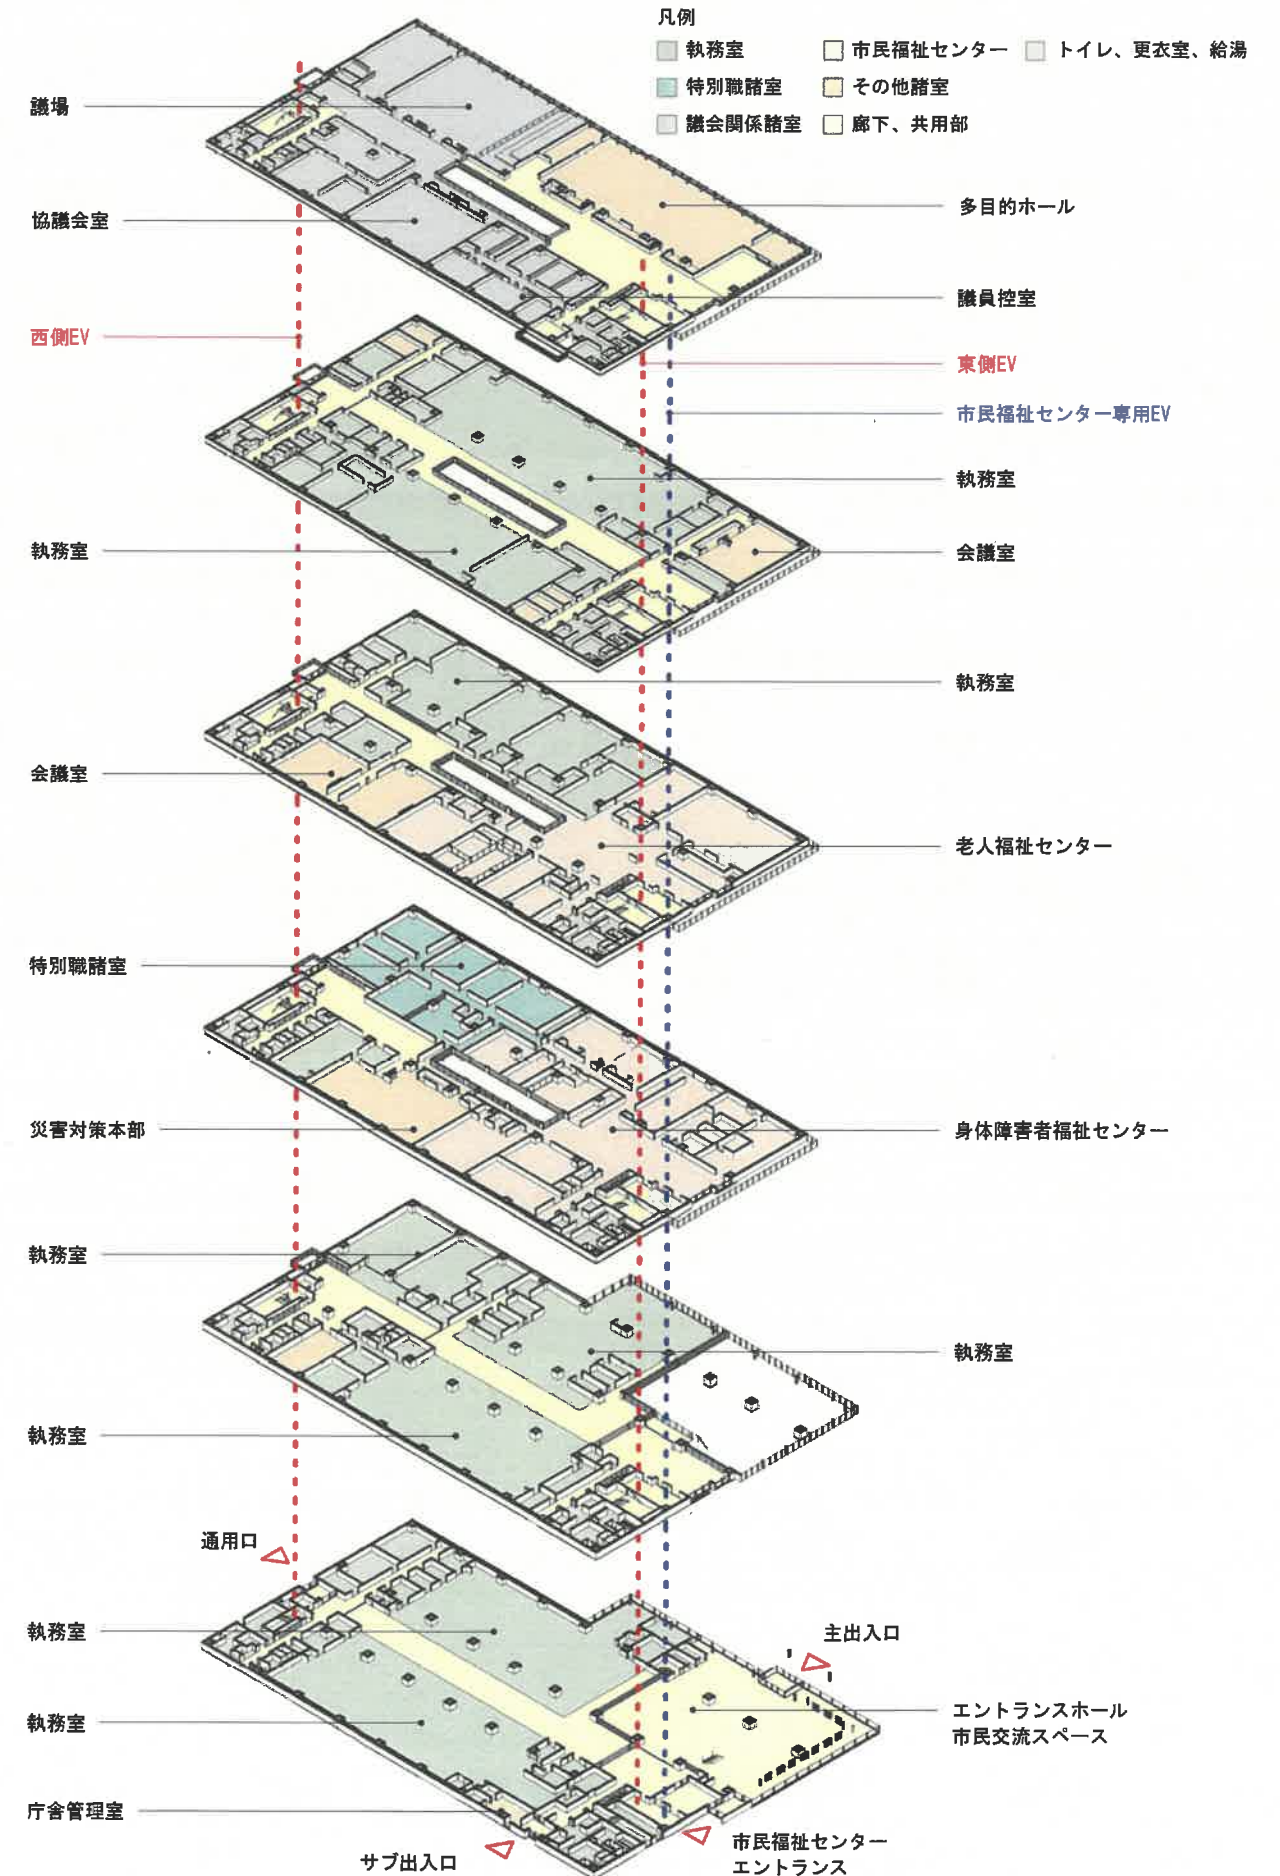 凡例
執務室
市民福祉センター
トイレ、更衣室、給湯
特別職諸室
その他諸室
議会関係諸室
廊下、共用部
議場
協議会室
多目的ホール
議員控室
西側EV
東側EV
市民福祉センター専用EV
執務室
執務室
会議室
執務室
会議室
老人福祉センター
特別職諸室
災害対策本部
身体障害者福祉センター
執務室
執務室
執務室
通用口
執務室
主出入口
エントランスホール
市民交流スペース
執務室
庁舎管理室
サブ出入口
市民福祉センター
エントランス